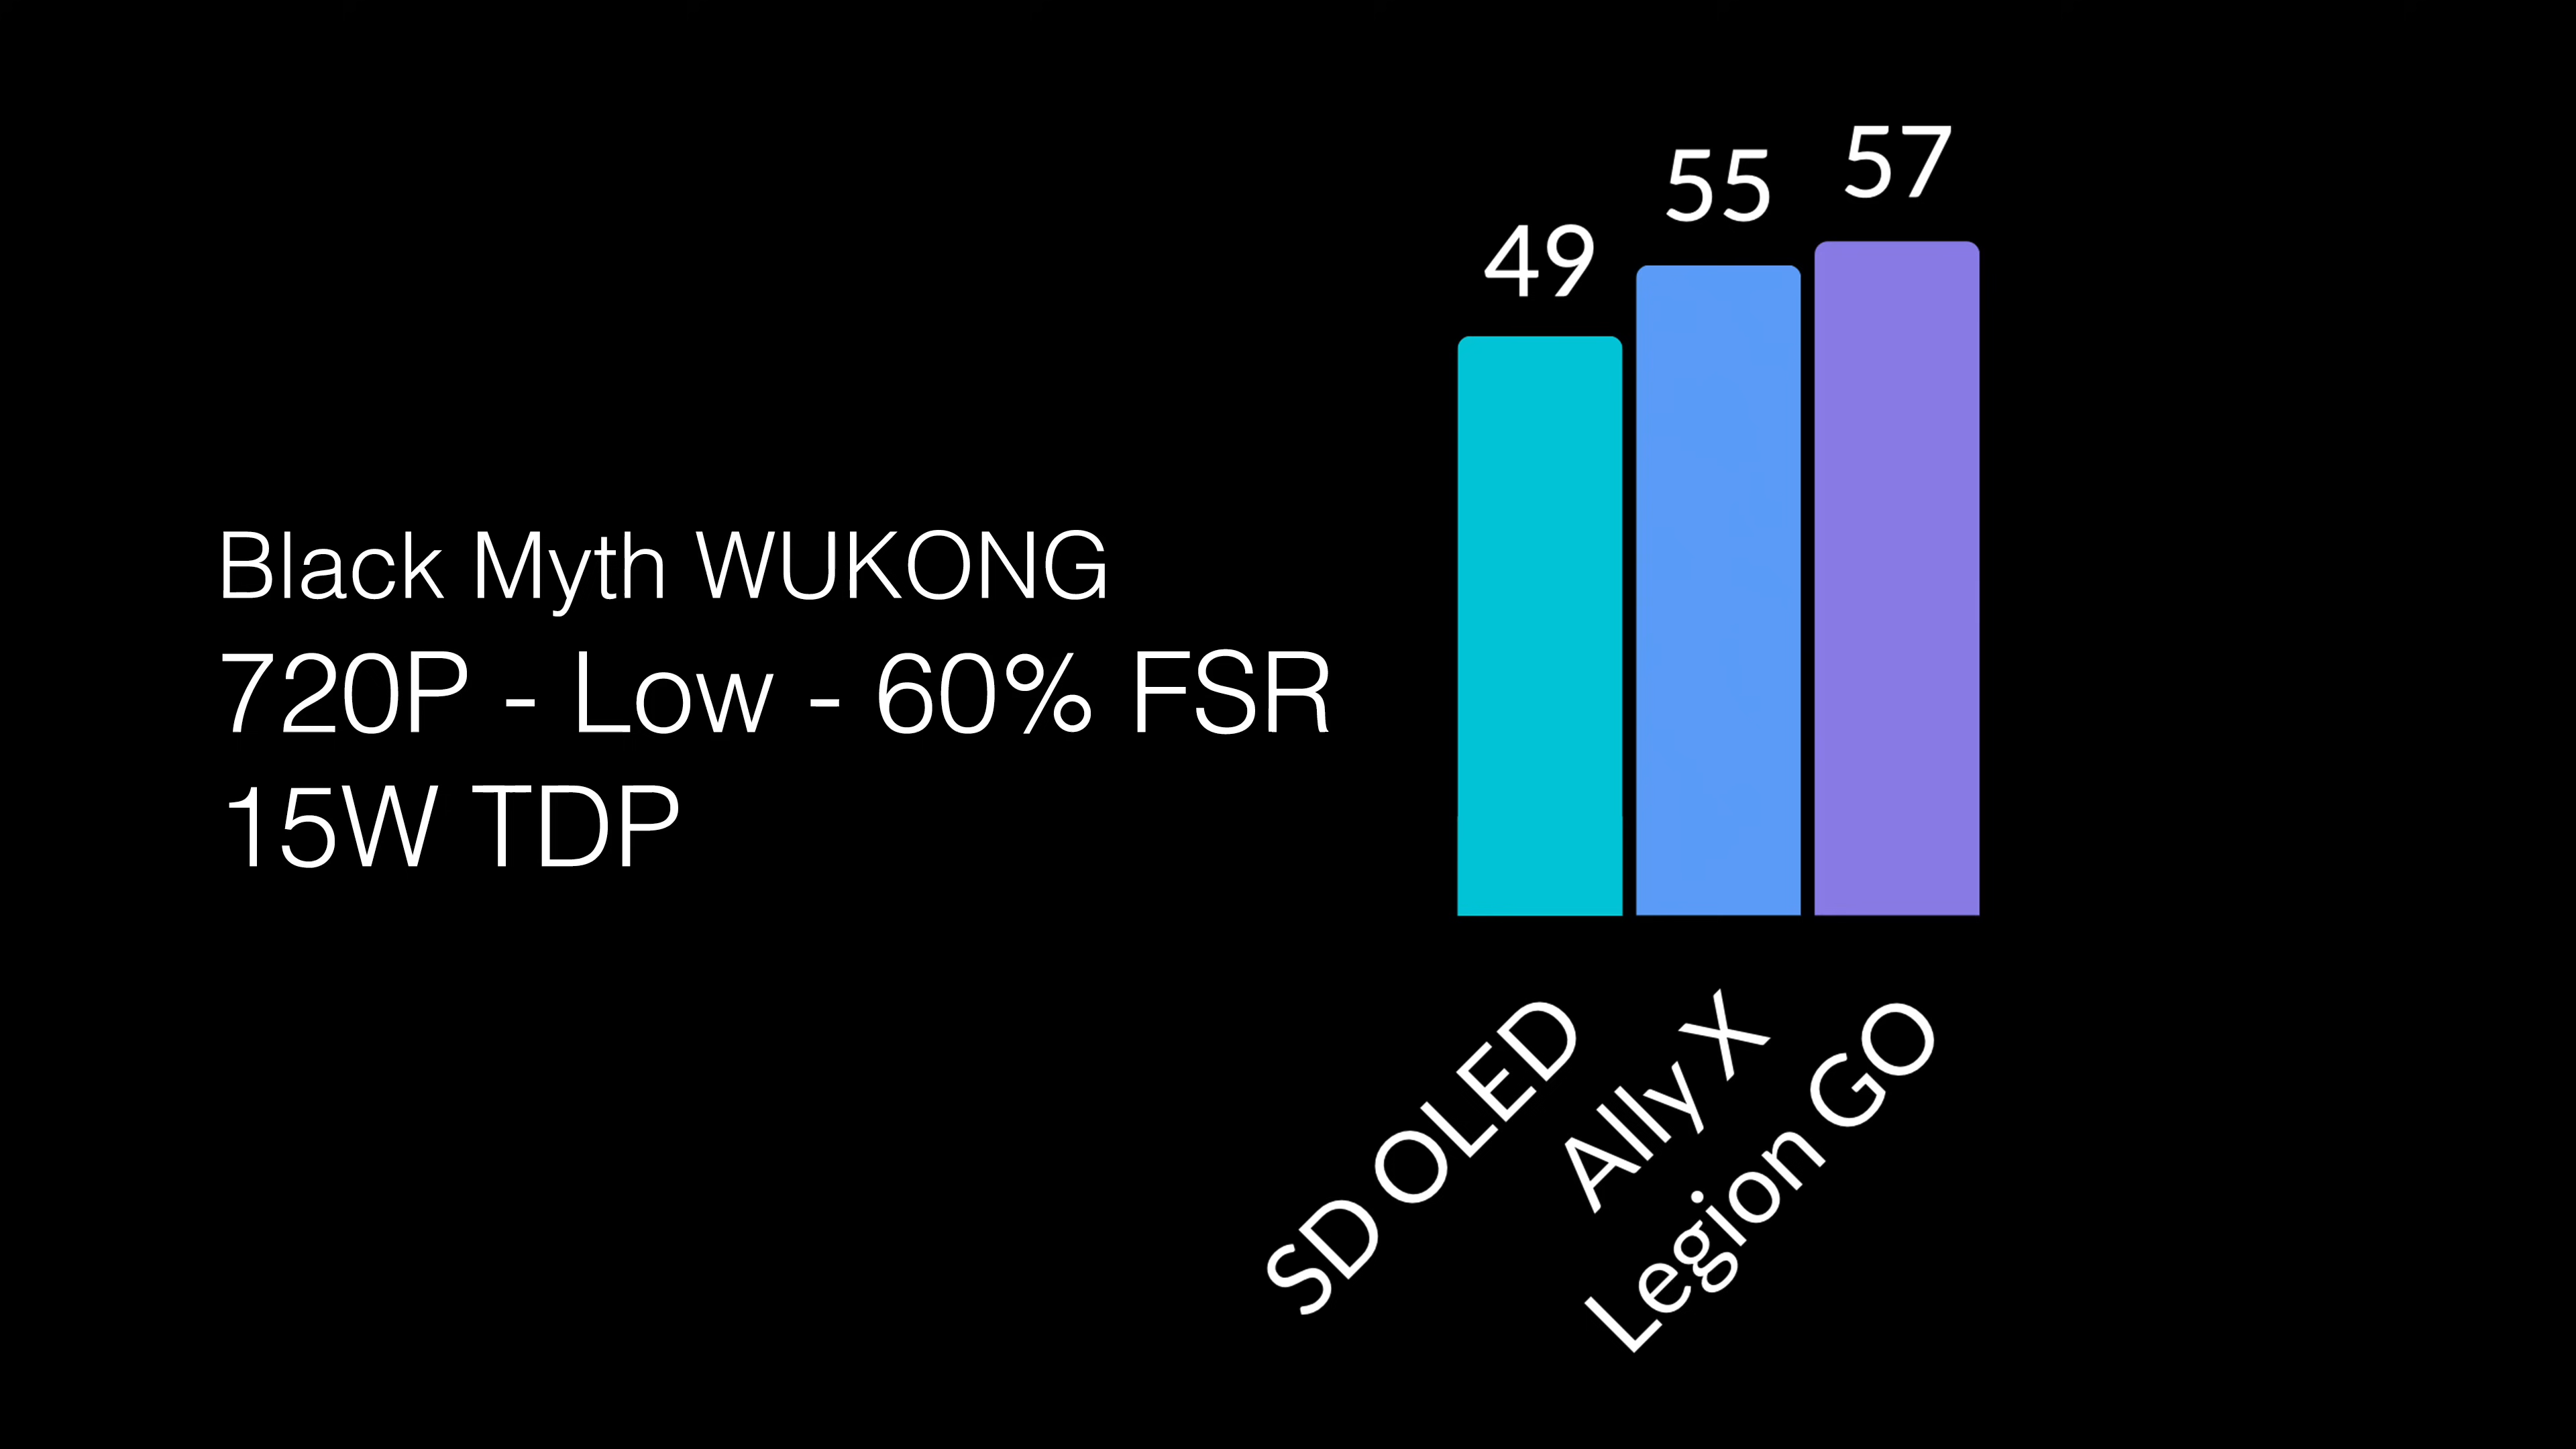 Black Myth WUKONG
720P - Low - 60% FSR
15W TDP
49
55
57
SD OLED
Ally X
Legion GO